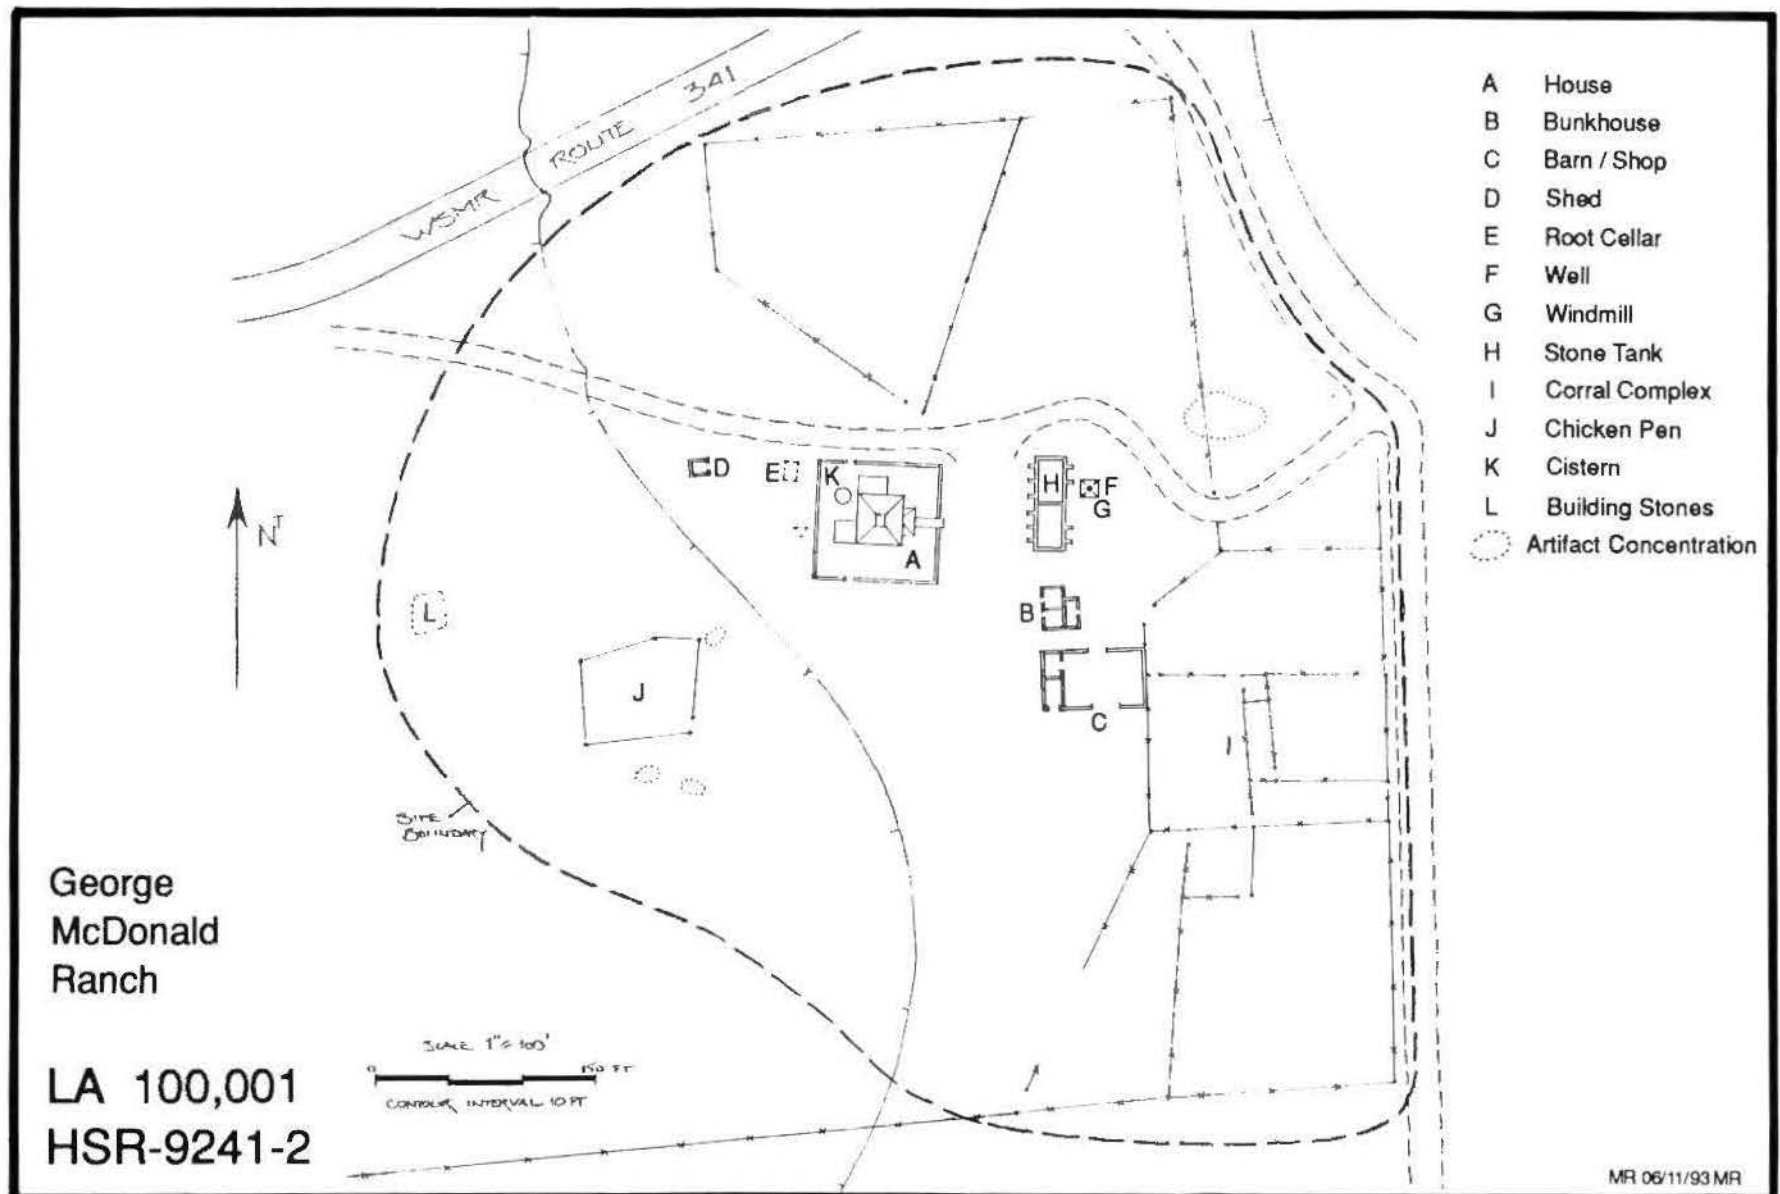 WSMR ROUTE 341
A House
B Bunkhouse
C Barn / Shop
D Shed
E Root Cellar
F Well
G Windmill
H Stone Tank
I Corral Complex
J Chicken Pen
K Cistern
L Building Stones
Artifact Concentration
N T
D
E
K
A
H
F
G
B
C
I
L
J
SITE
BOUNDARY
George
McDonald
Ranch
LA 100,001
HSR-9241-2
SCALE 1"=100'
0 150 FT
CONTOUR INTERVAL 10 FT
MR 06/11/93 MR